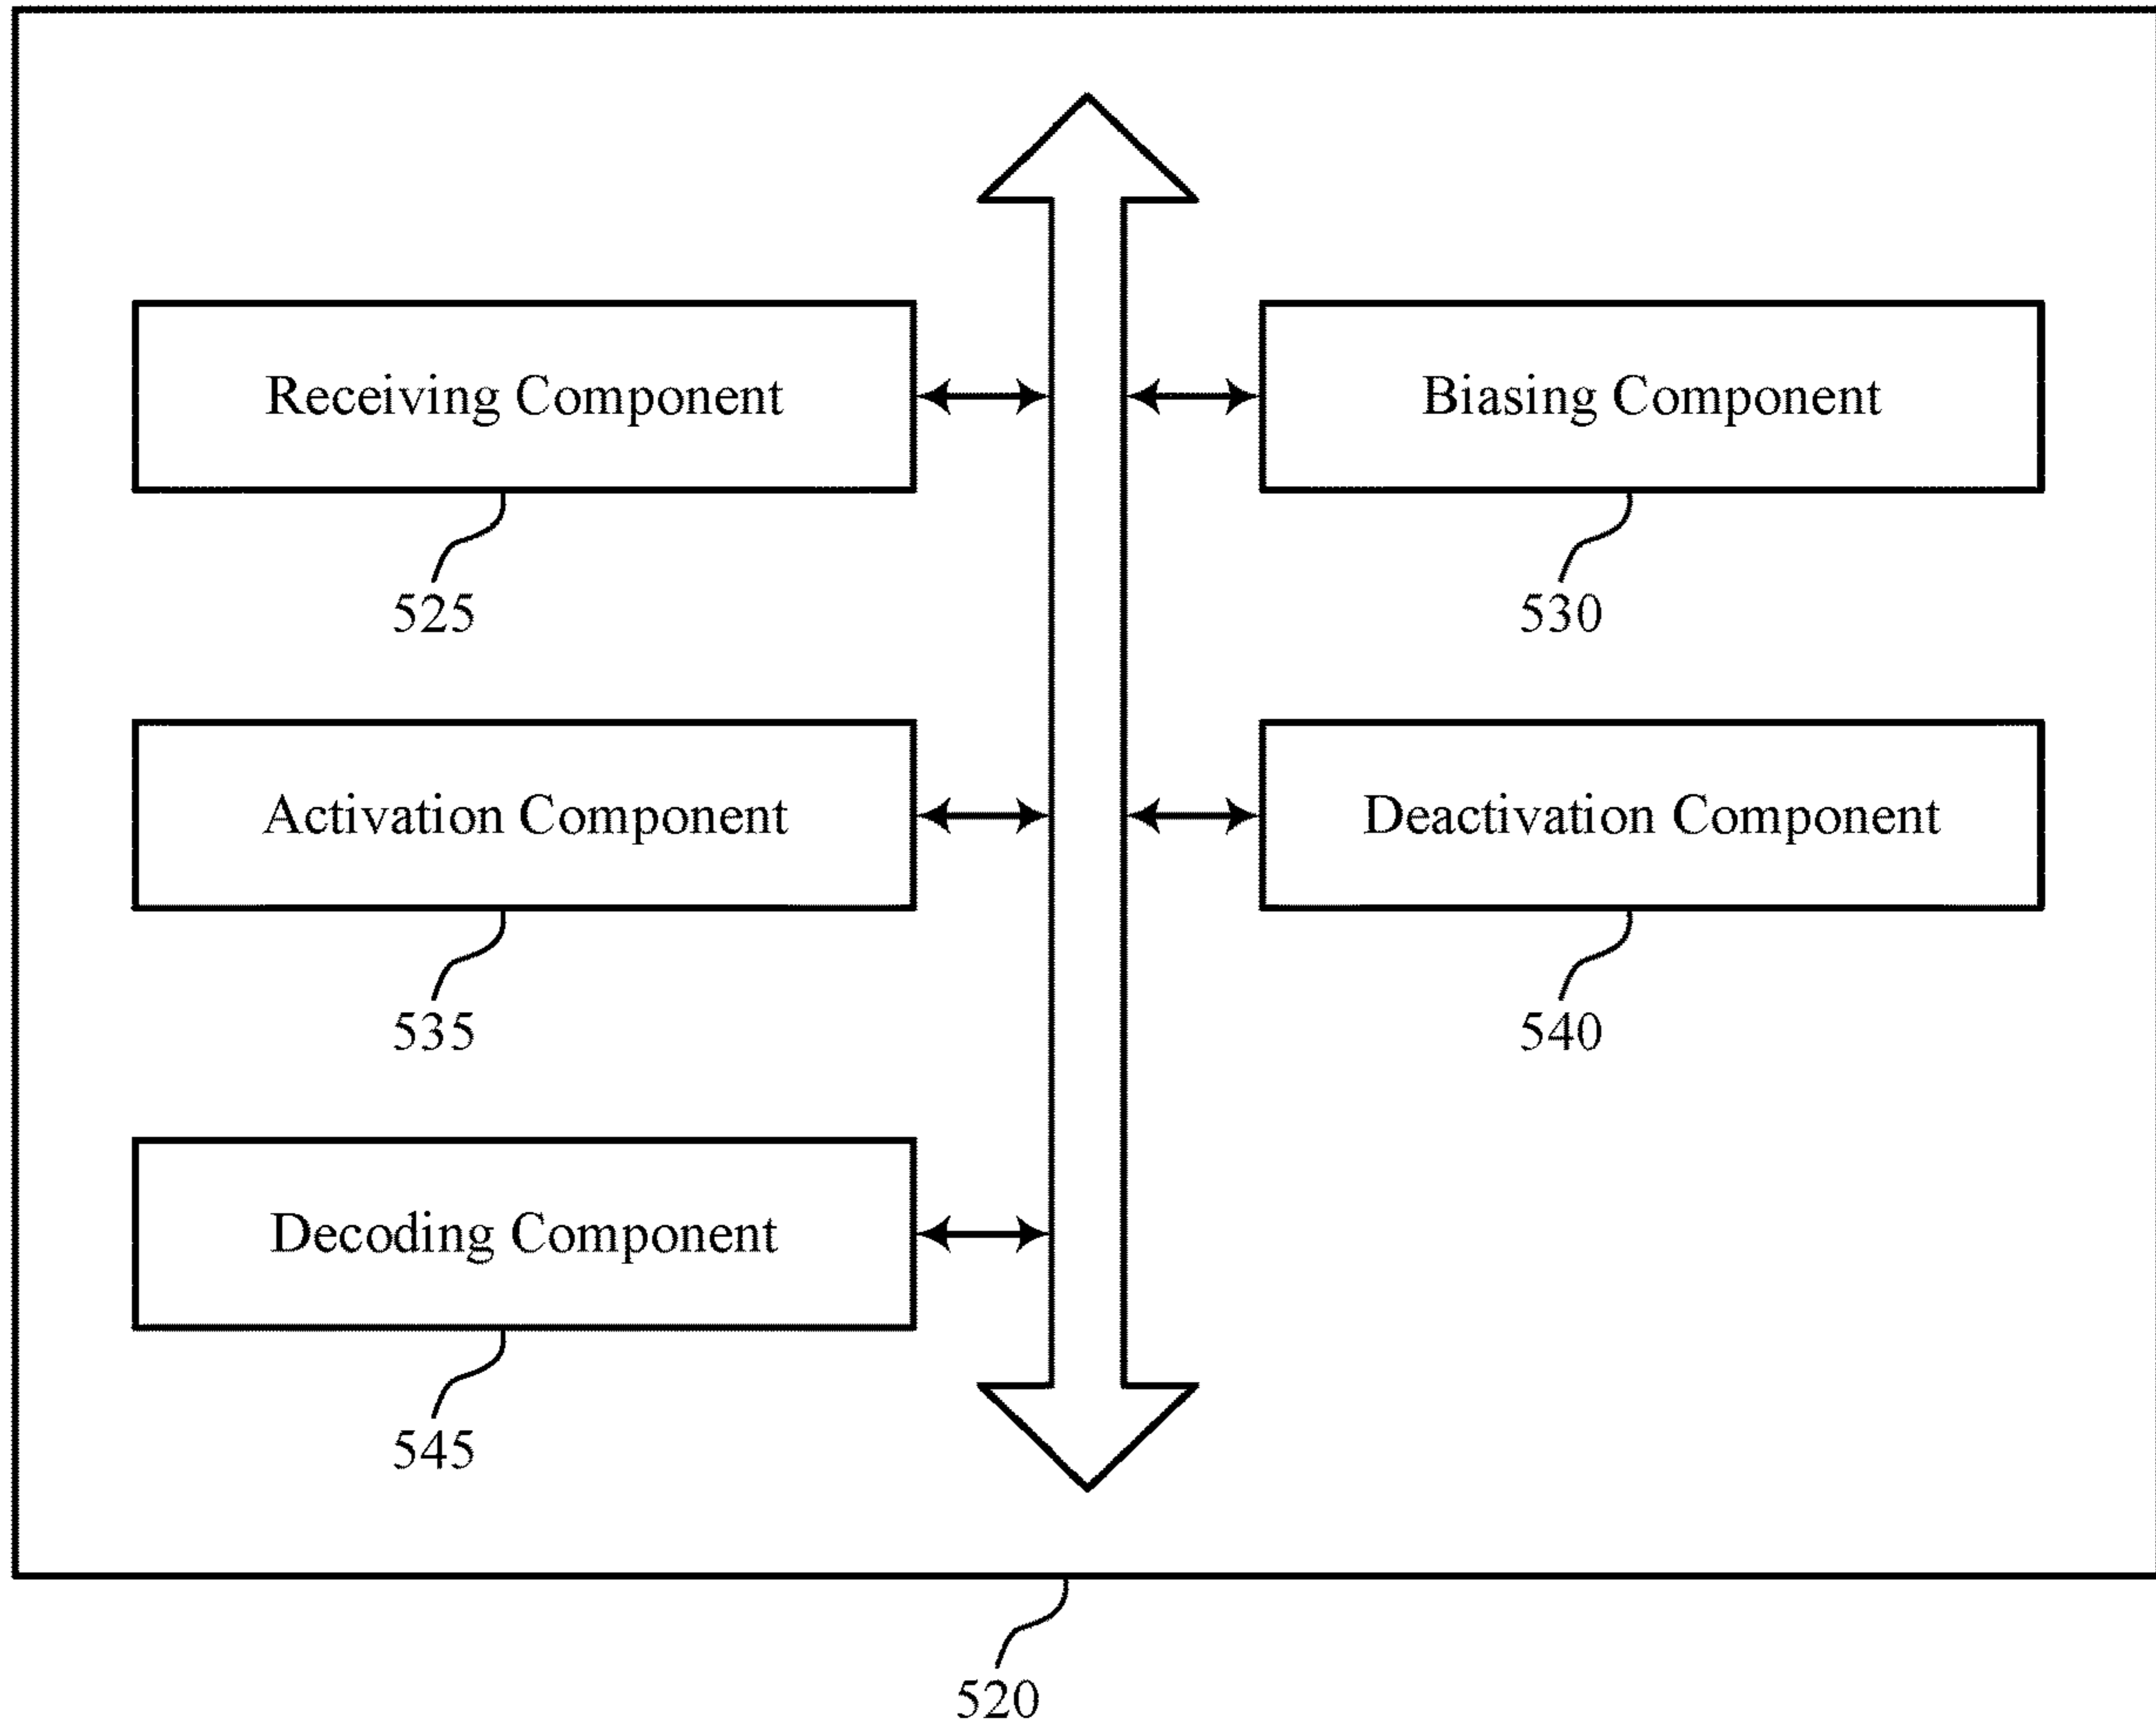 Receiving Component
Biasing Component
525
530
Activation Component
Deactivation Component
535
540
Decoding Component
545
520